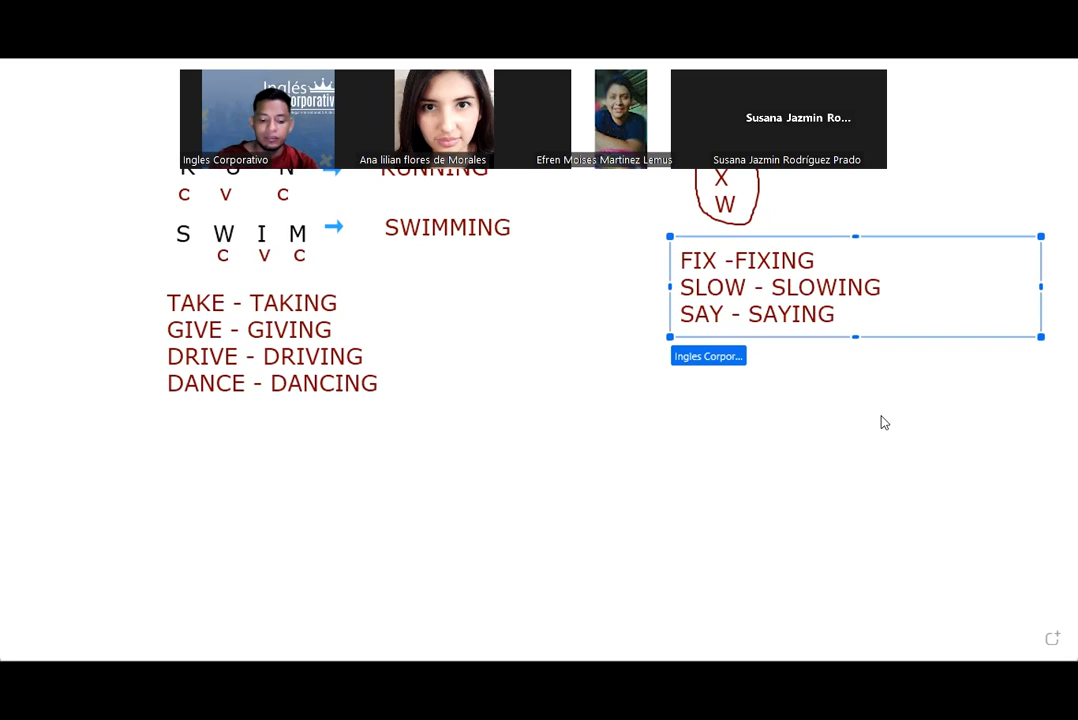 Inglés
Corporativo
Susana Jazmin Ro...
Ingles Corporativo
Ana lilian flores de Morales
Efren Moises Martinez Lemus
Susana Jazmin Rodríguez Prado
R U N RUNNING
C V C
S W I M SWIMMING
C V C
TAKE - TAKING
GIVE - GIVING
DRIVE - DRIVING
DANCE - DANCING
X
W
FIX -FIXING
SLOW - SLOWING
SAY - SAYING
Ingles Corpor...